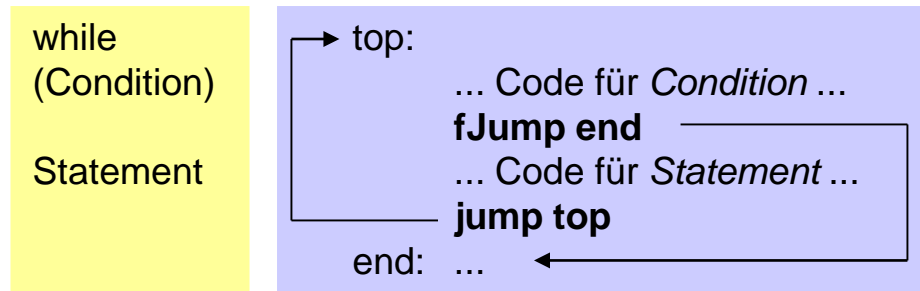 while
(Condition)
Statement
top:
... Code für Condition ...
fJump end
... Code für Statement ...
jump top
end: ...